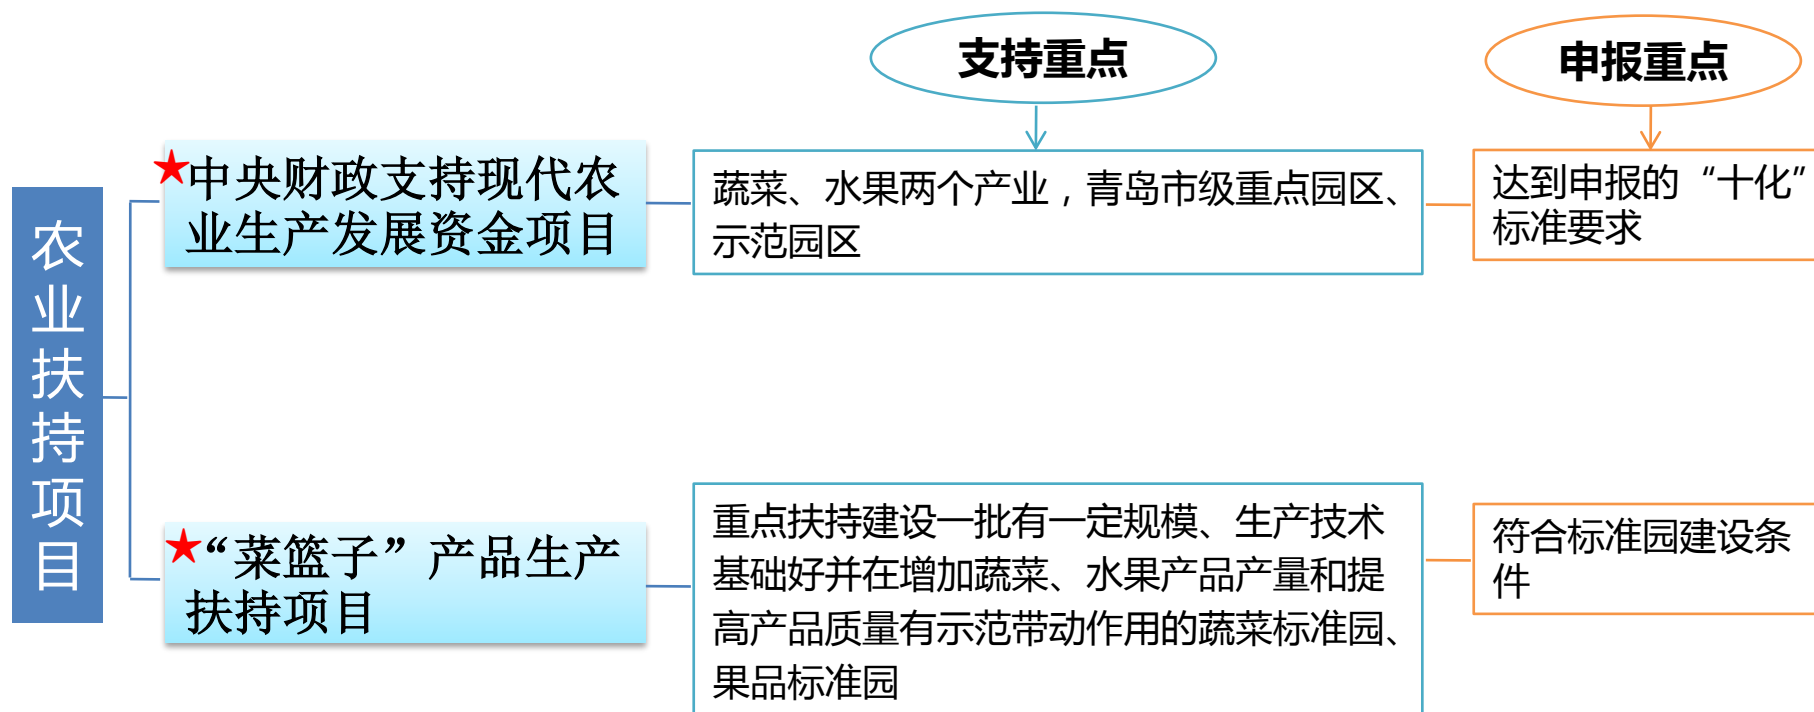 支持重点
申报重点
农业扶持项目
中央财政支持现代农
业生产发展资金项目
蔬菜、水果两个产业，青岛市级重点园区、
示范园区
达到申报的“十化”
标准要求
“菜篮子”产品生产
扶持项目
重点扶持建设一批有一定规模、生产技术
基础好并在增加蔬菜、水果产品产量和提
高产品质量有示范带动作用的蔬菜标准园、
果品标准园
符合标准园建设条
件